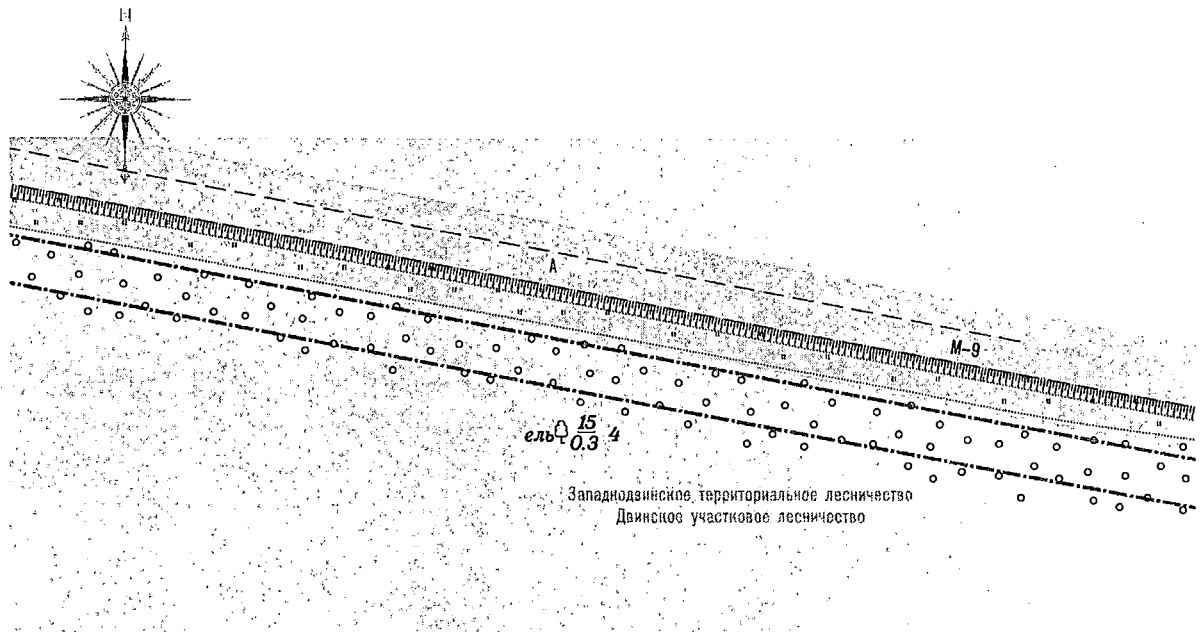 Н
А
М-9
ель 15/0.3 4
Западнодвинское территориальное лесничество
Двинское участковое лесничество